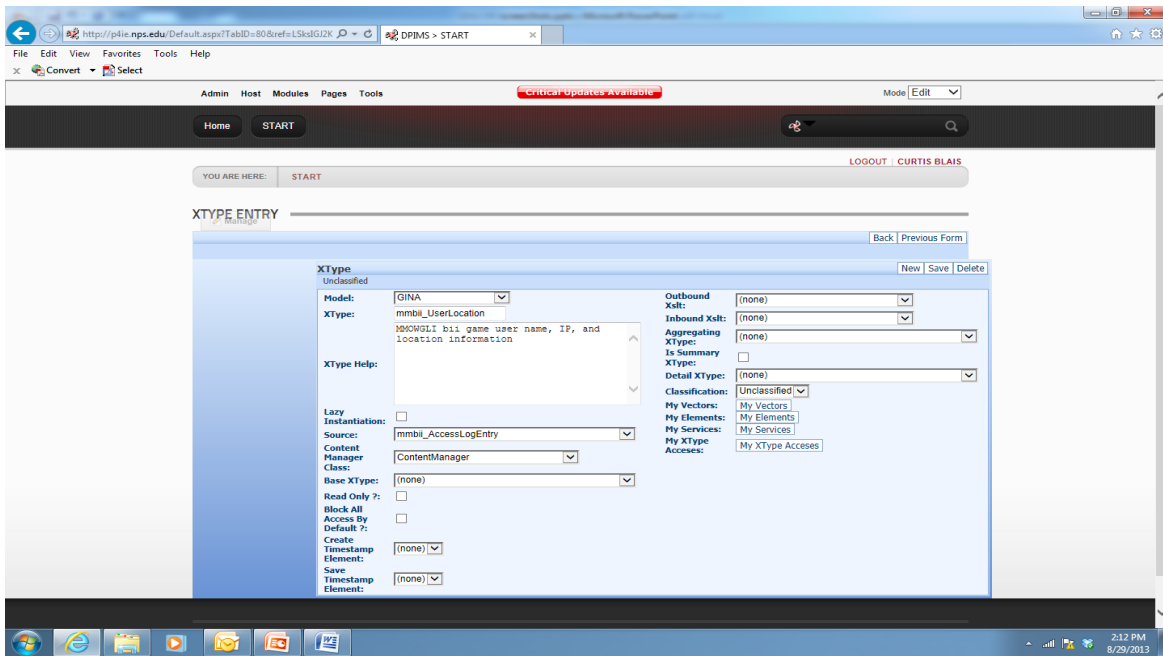 http://p4ie.nps.edu/Default.aspx?TabID=80&ref=LSksIGJ2K
DPIMS > START
File Edit View Favorites Tools Help
Convert Select
Admin Host Modules Pages Tools
Critical Updates Available
Mode Edit
Home START
LOGOUT | CURTIS BLAIS
YOU ARE HERE: START
XTYPE ENTRY
Manage
Back Previous Form
XType
New Save Delete
Unclassified
Model: GINA
XType: mmbii_UserLocation
XType Help: MMOWGLI bii game user name, IP, and
location information
Lazy
Instantiation:
Source: mmbii_AccessLogEntry
Content
Manager
Class: ContentManager
Base XType: (none)
Read Only ?:
Block All
Access By
Default ?:
Create
Timestamp
Element: (none)
Save
Timestamp
Element: (none)
Outbound
Xslt: (none)
Inbound Xslt: (none)
Aggregating
XType: (none)
Is Summary
XType:
Detail XType: (none)
Classification: Unclassified
My Vectors: My Vectors
My Elements: My Elements
My Services: My Services
My XType
Acceses: My XType Acceses
2:12 PM
8/29/2013